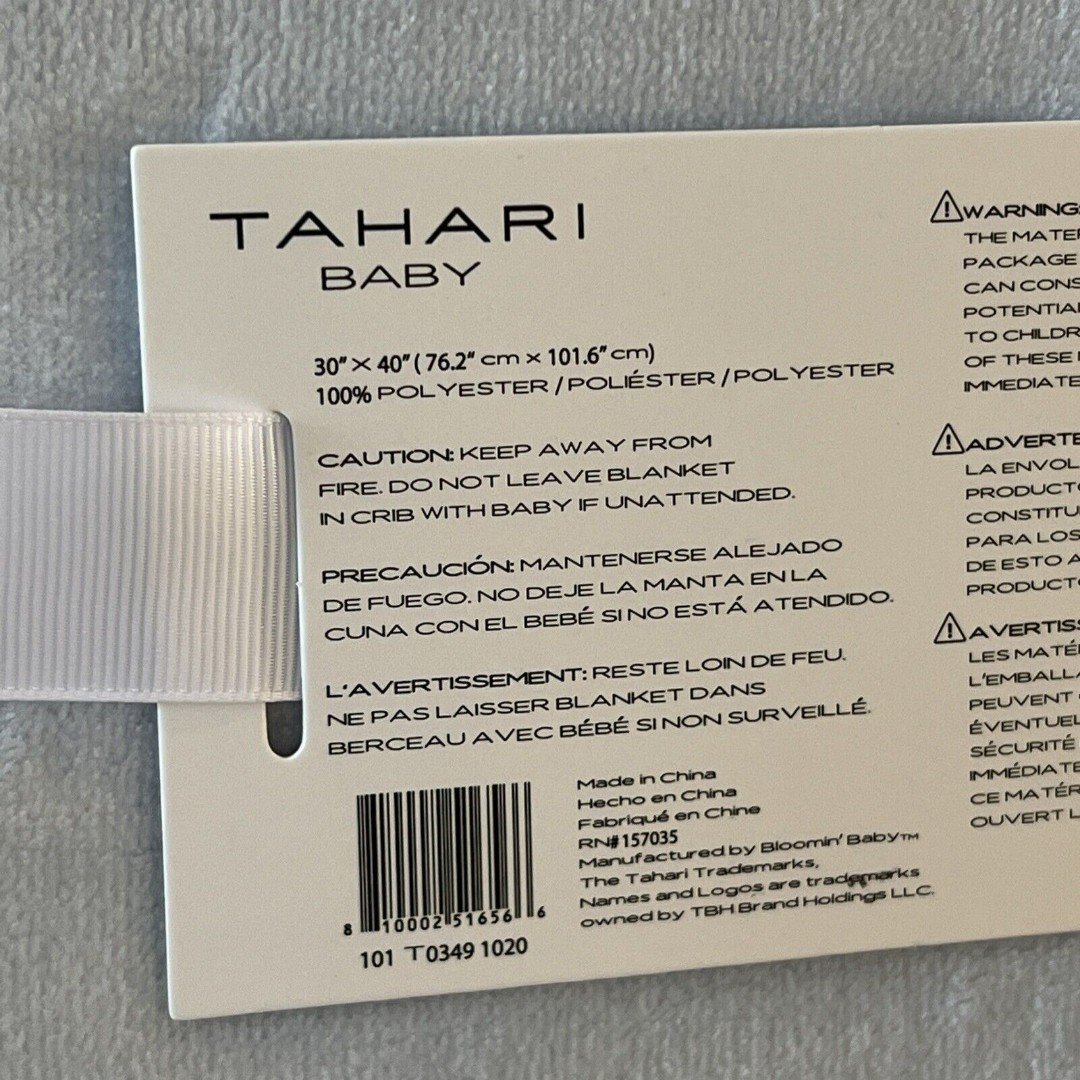 TAHARI
BABY
30" × 40" ( 76.2" cm × 101.6" cm)
100% POLYESTER / POLIÉSTER / POLYESTER
CAUTION: KEEP AWAY FROM
FIRE. DO NOT LEAVE BLANKET
IN CRIB WITH BABY IF UNATTENDED.
PRECAUCIÓN: MANTENERSE ALEJADO
DE FUEGO. NO DEJE LA MANTA EN LA
CUNA CON EL BEBÉ SI NO ESTÁ ATENDIDO.
L'AVERTISSEMENT: RESTE LOIN DE FEU.
NE PAS LAISSER BLANKET DANS
BERCEAU AVEC BÉBÉ SI NON SURVEILLÉ.
8 10002 51656 6
101 T0349 1020
Made in China
Hecho en China
Fabriqué en Chine
RN# 157035
Manufactured by Bloomin' Baby™
The Tahari Trademarks,
Names and Logos are trademarks
owned by TBH Brand Holdings LLC.
WARNING
THE
PACKAGE
CAN
TO
OF THESE
LA
PARA LOS
DE ESTO A
LES
PEUVENT
SÉCURITÉ
CE
OUVERT